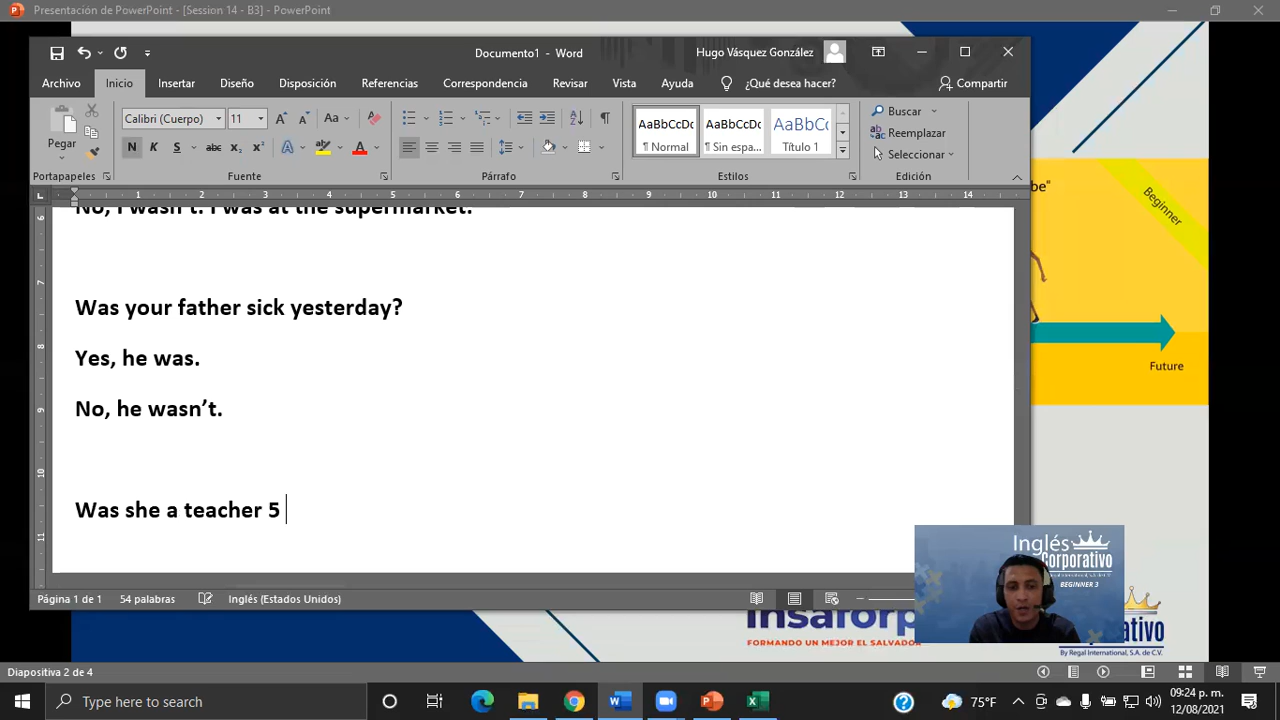 Presentación de PowerPoint - [Session 14 - B3] - PowerPoint
Documento1 - Word
Hugo Vásquez González
Archivo Inicio Insertar Diseño Disposición Referencias Correspondencia Revisar Vista Ayuda ¿Qué desea hacer? Compartir
Pegar
Calibri (Cuerpo) 11
AaBbCcDc AaBbCcDc AaBbCc
¶ Normal ¶ Sin espa... Título 1
Buscar
Reemplazar
Seleccionar
Portapapeles Fuente Párrafo Estilos Edición
No, I wasn't. I was at the supermarket.
Was your father sick yesterday?
Yes, he was.
No, he wasn’t.
Was she a teacher 5
be"
Beginner
Future
Inglés
Corporativo
By Regal International, S.A. de C.V.
BEGINNER 3
Página 1 de 1 54 palabras Inglés (Estados Unidos)
FORMANDO UN MEJOR EL SALVADOR
By Regal International, S.A. de C.V.
Diapositiva 2 de 4
Type here to search
75°F
09:24 p. m.
12/08/2021